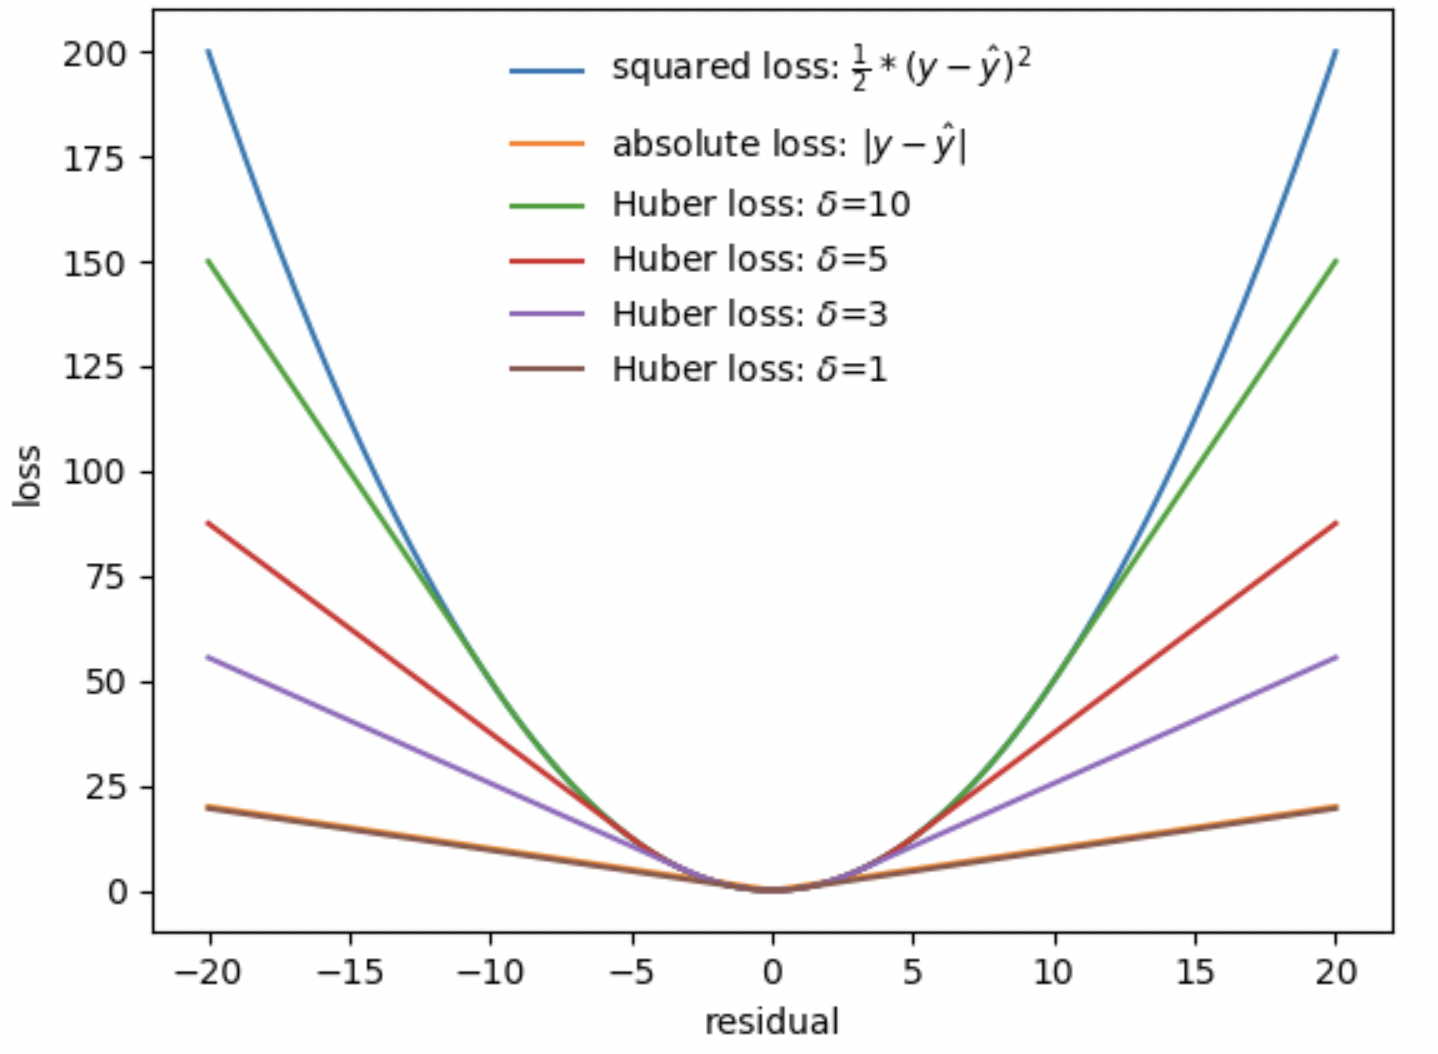 200
175
150
125
100
75
50
25
0
loss
squared loss: ½ * (y − ŷ)²
absolute loss: |y − ŷ|
Huber loss: δ=10
Huber loss: δ=5
Huber loss: δ=3
Huber loss: δ=1
−20 −15 −10 −5 0 5 10 15 20
residual